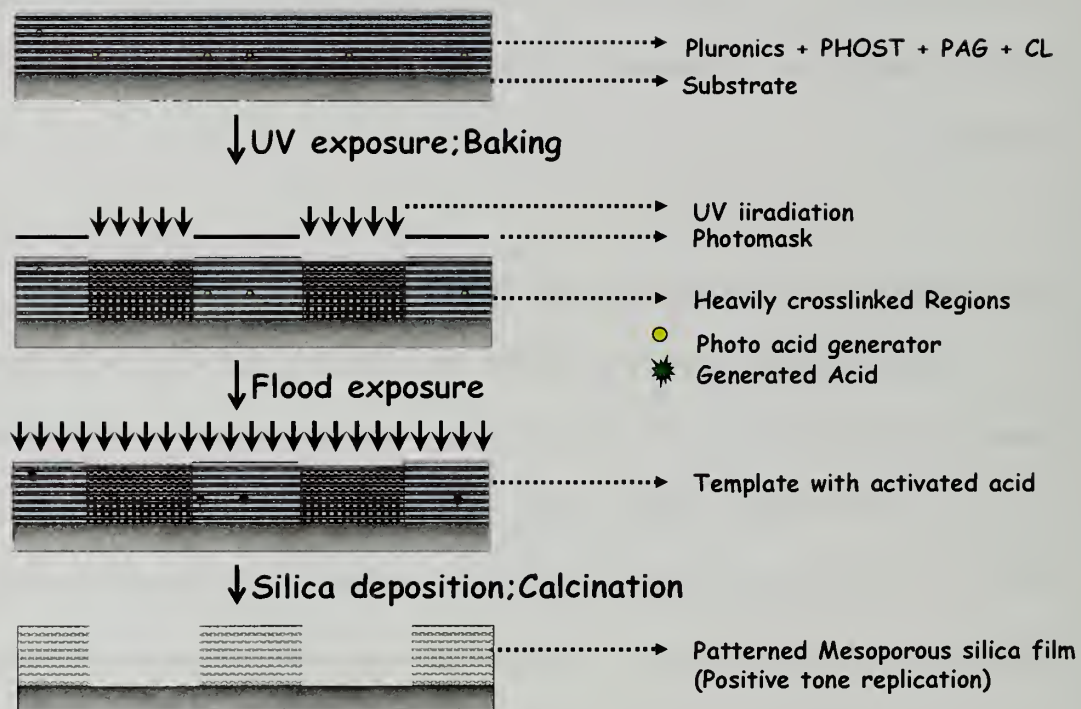 Pluronics + PHOST + PAG + CL
Substrate
UV exposure;Baking
UV iiradiation
Photomask
Heavily crosslinked Regions
Photo acid generator
Generated Acid
Flood exposure
Template with activated acid
Silica deposition;Calcination
Patterned Mesoporous silica film
(Positive tone replication)